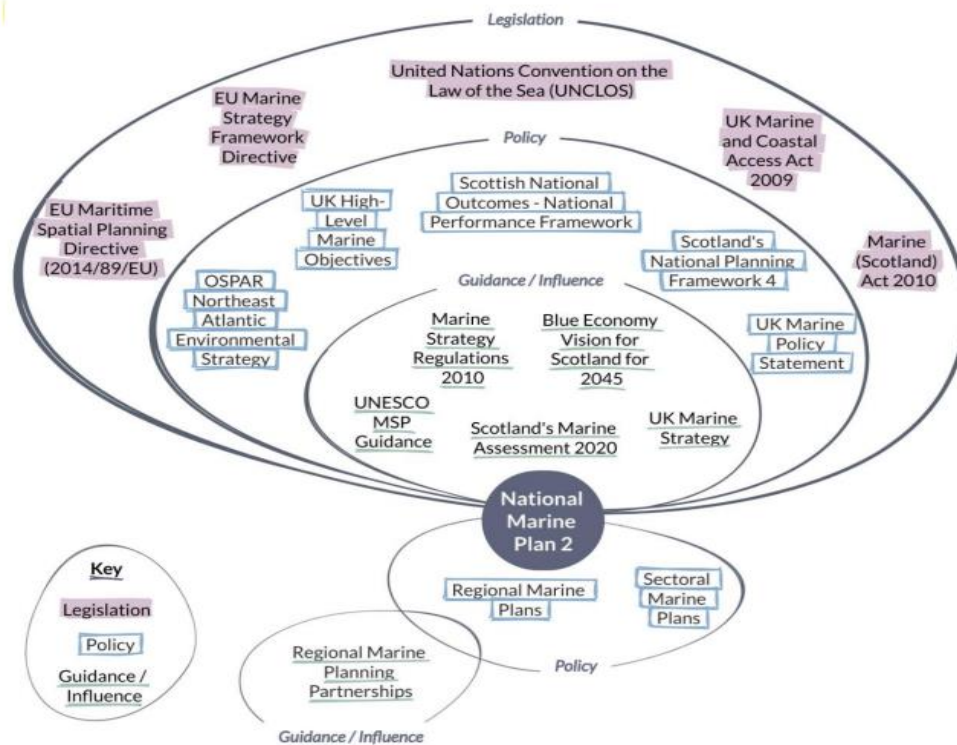 Legislation
United Nations Convention on the
Law of the Sea (UNCLOS)
EU Marine
Strategy
Framework
Directive
UK Marine
and Coastal
Access Act
2009
EU Maritime
Spatial Planning
Directive
(2014/89/EU)
Marine
(Scotland)
Act 2010
Policy
Scottish National
Outcomes - National
Performance Framework
UK High-
Level
Marine
Objectives
Scotland's
National Planning
Framework 4
OSPAR
Northeast
Atlantic
Environmental
Strategy
UK Marine
Policy
Statement
Guidance / Influence
Marine
Strategy
Regulations
2010
Blue Economy
Vision for
Scotland for
2045
UNESCO
MSP
Guidance
Scotland's Marine
Assessment 2020
UK Marine
Strategy
National
Marine
Plan 2
Regional Marine
Plans
Sectoral
Marine
Plans
Policy
Regional Marine
Planning
Partnerships
Guidance / Influence
Key
Legislation
Policy
Guidance /
Influence